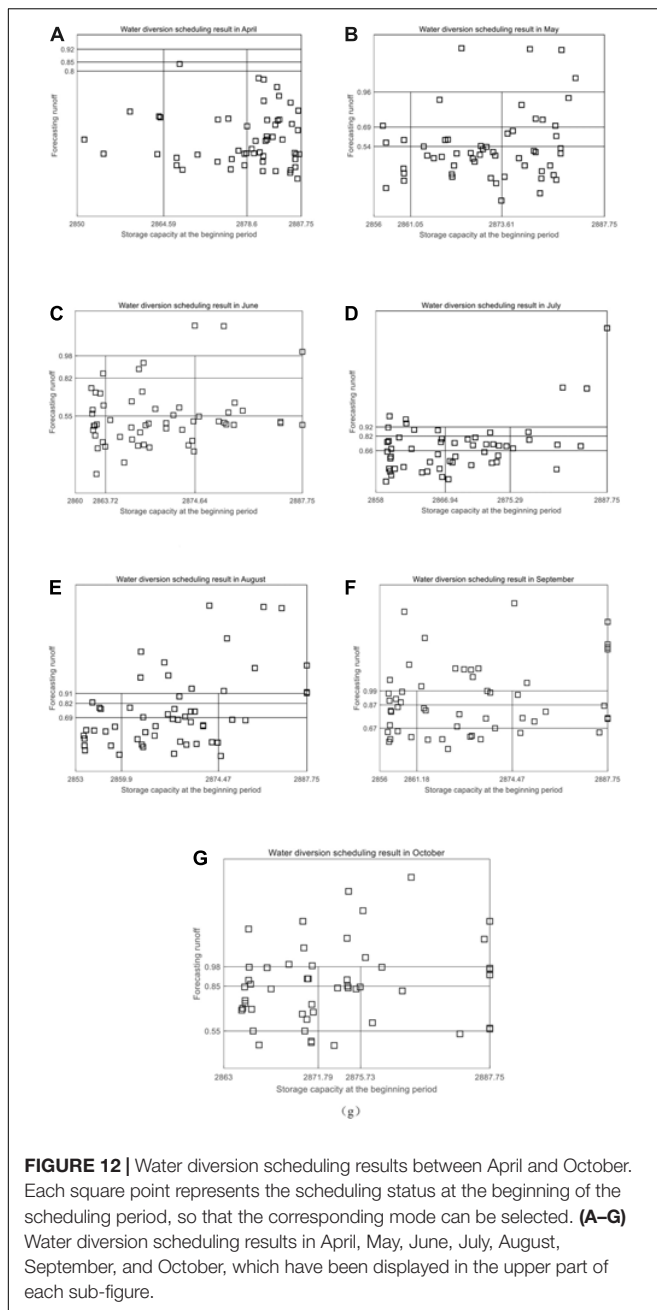 A
Water diversion scheduling result in April
0.92
0.85
0.8
Forecasting runoff
2850
2864.59
2878.6
2887.75
Storage capacity at the beginning period
B
Water diversion scheduling result in May
0.96
0.69
0.54
Forecasting runoff
2856
2861.05
2873.61
2887.75
Storage capacity at the beginning period
C
Water diversion scheduling result in June
0.98
0.82
0.55
Forecasting runoff
2860
2863.72
2874.64
2887.75
Storage capacity at the beginning period
D
Water diversion scheduling result in July
0.92
0.82
0.66
Forecasting runoff
2858
2866.94
2875.29
2887.75
Storage capacity at the beginning period
E
Water diversion scheduling result in August
0.91
0.82
0.69
Forecasting runoff
2853
2859.9
2874.47
2887.75
Storage capacity at the beginning period
F
Water diversion scheduling result in September
0.99
0.87
0.67
Forecasting runoff
2856
2861.18
2874.47
2887.75
Storage capacity at the beginning period
G
Water diversion scheduling result in October
0.98
0.85
0.55
Forecasting runoff
2863
2871.79
2875.73
2887.75
Storage capacity at the beginning period
(g)
FIGURE 12 | Water diversion scheduling results between April and October.
Each square point represents the scheduling status at the beginning of the
scheduling period, so that the corresponding mode can be selected. (A–G)
Water diversion scheduling results in April, May, June, July, August,
September, and October, which have been displayed in the upper part of
each sub-figure.